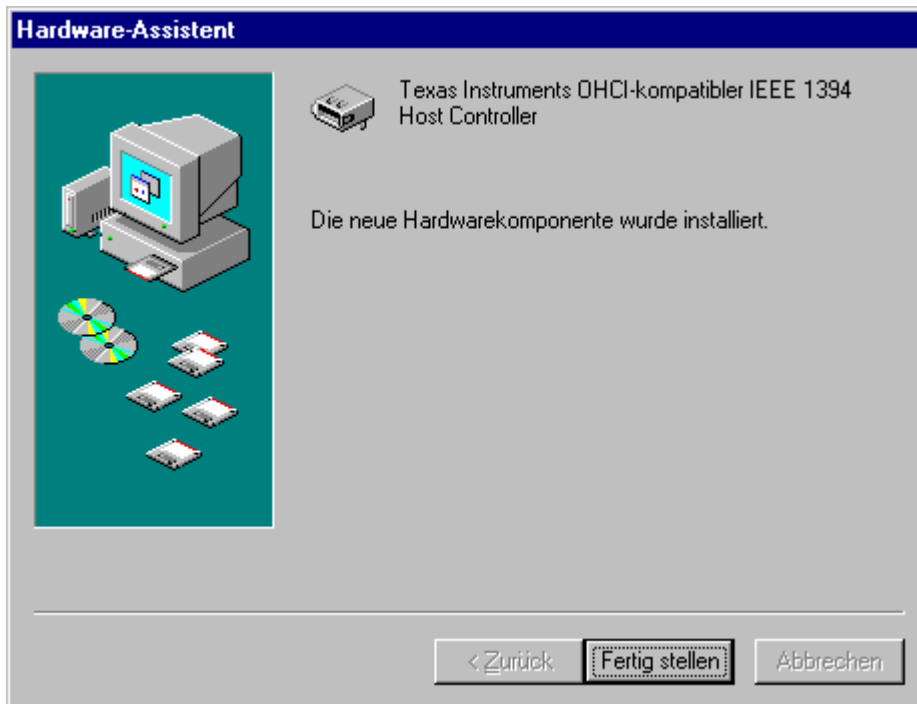 Hardware-Assistent
Texas Instruments OHCI-kompatibler IEEE 1394
Host Controller
Die neue Hardwarekomponente wurde installiert.
< Zurück
Fertig stellen
Abbrechen